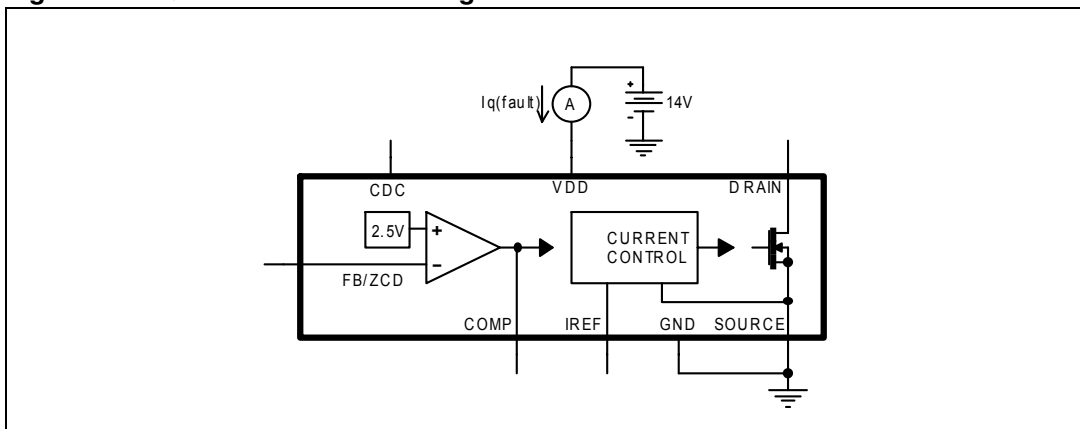 Iq(fault)
A
+
-
14V
CDC
VDD
DRAIN
2.5V
+
-
CURRENT
CONTROL
FB/ZCD
COMP
IREF
GND
SOURCE